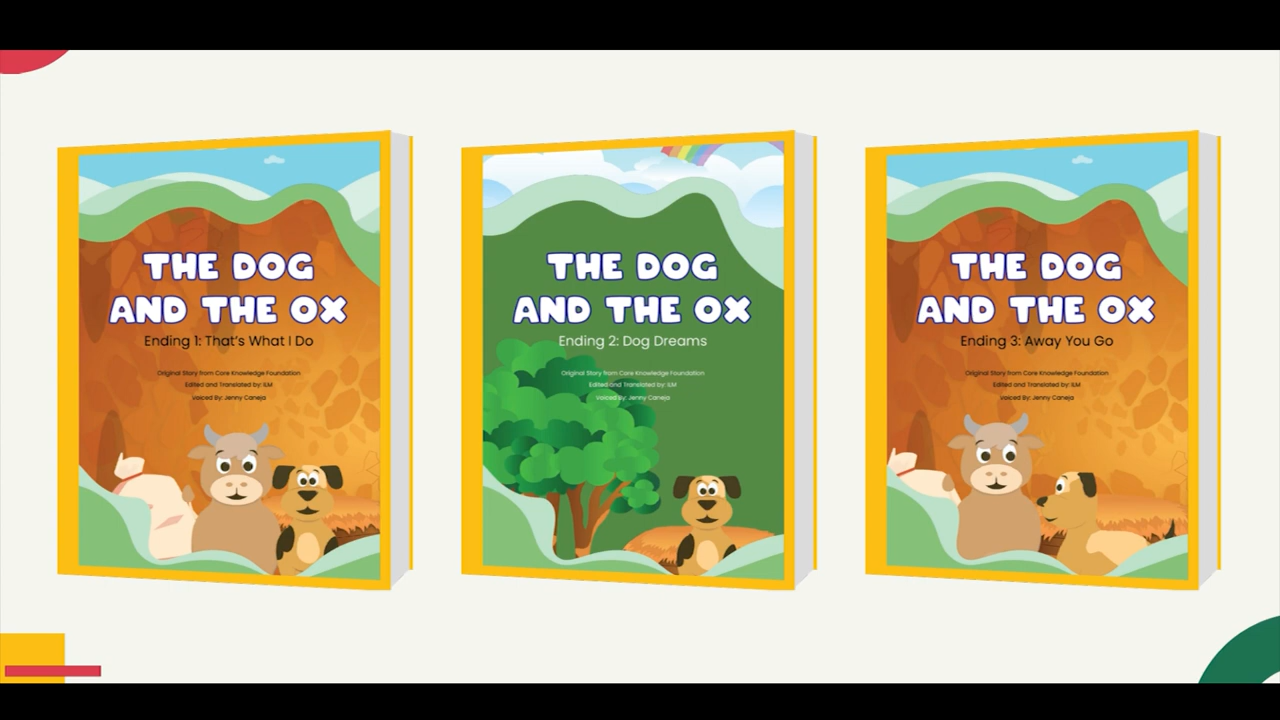 THE DOG
AND THE OX
Ending 1: That's What I Do
Original Story from Core Knowledge Foundation
Edited and Translated by: ILM
Voiced By: Jenny Caneja
THE DOG
AND THE OX
Ending 2: Dog Dreams
Original Story from Core Knowledge Foundation
Edited and Translated by: ILM
Voiced By: Jenny Caneja
THE DOG
AND THE OX
Ending 3: Away You Go
Original Story from Core Knowledge Foundation
Edited and Translated by: ILM
Voiced By: Jenny Caneja